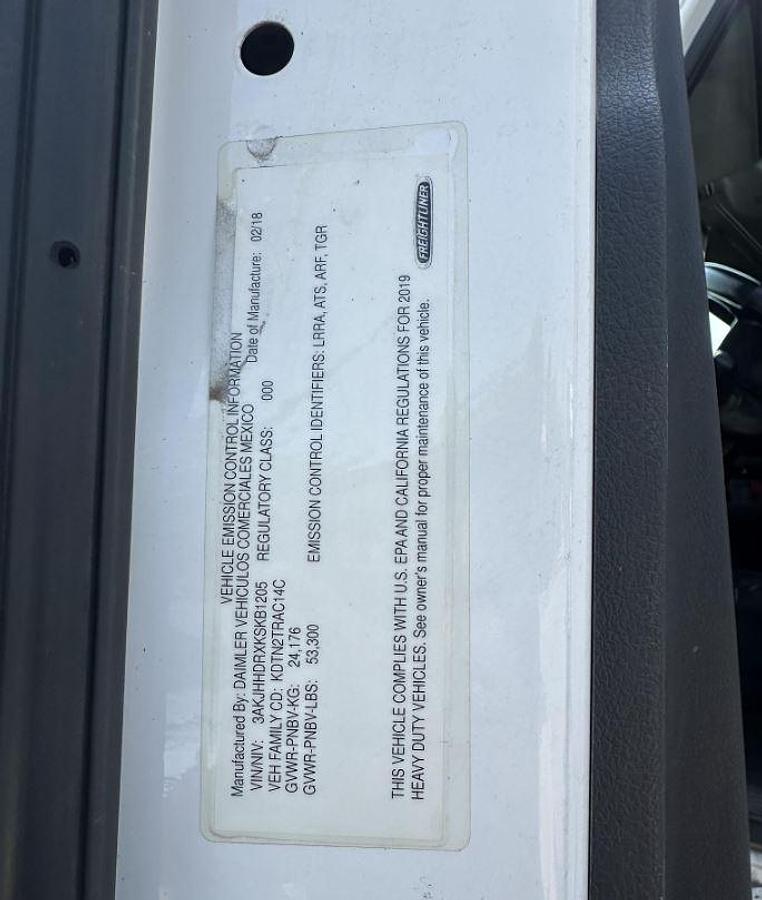 VEHICLE EMISSION CONTROL INFORMATION
Manufactured By: DAIMLER VEHICULOS COMERCIALES MEXICO Date of Manufacture: 02/18
VIN/NIV: 3AKJHHDRXKSKB1205 REGULATORY CLASS: 000
VEH FAMILY CD: KDTN2TRAC14C
GVWR-PNBV-KG: 24,176
GVWR-PNBV-LBS: 53,300 EMISSION CONTROL IDENTIFIERS: LRRA, ATS, ARF, TGR
THIS VEHICLE COMPLIES WITH U.S. EPA AND CALIFORNIA REGULATIONS FOR 2019
HEAVY DUTY VEHICLES. See owner's manual for proper maintenance of this vehicle.
FREIGHTLINER